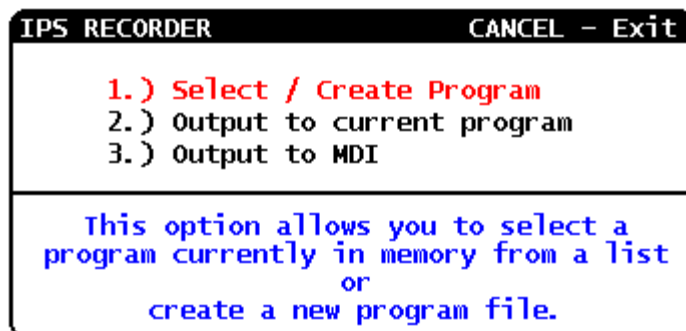 IPS RECORDER CANCEL - Exit
1.) Select / Create Program
2.) Output to current program
3.) Output to MDI
This option allows you to select a
program currently in memory from a list
or
create a new program file.